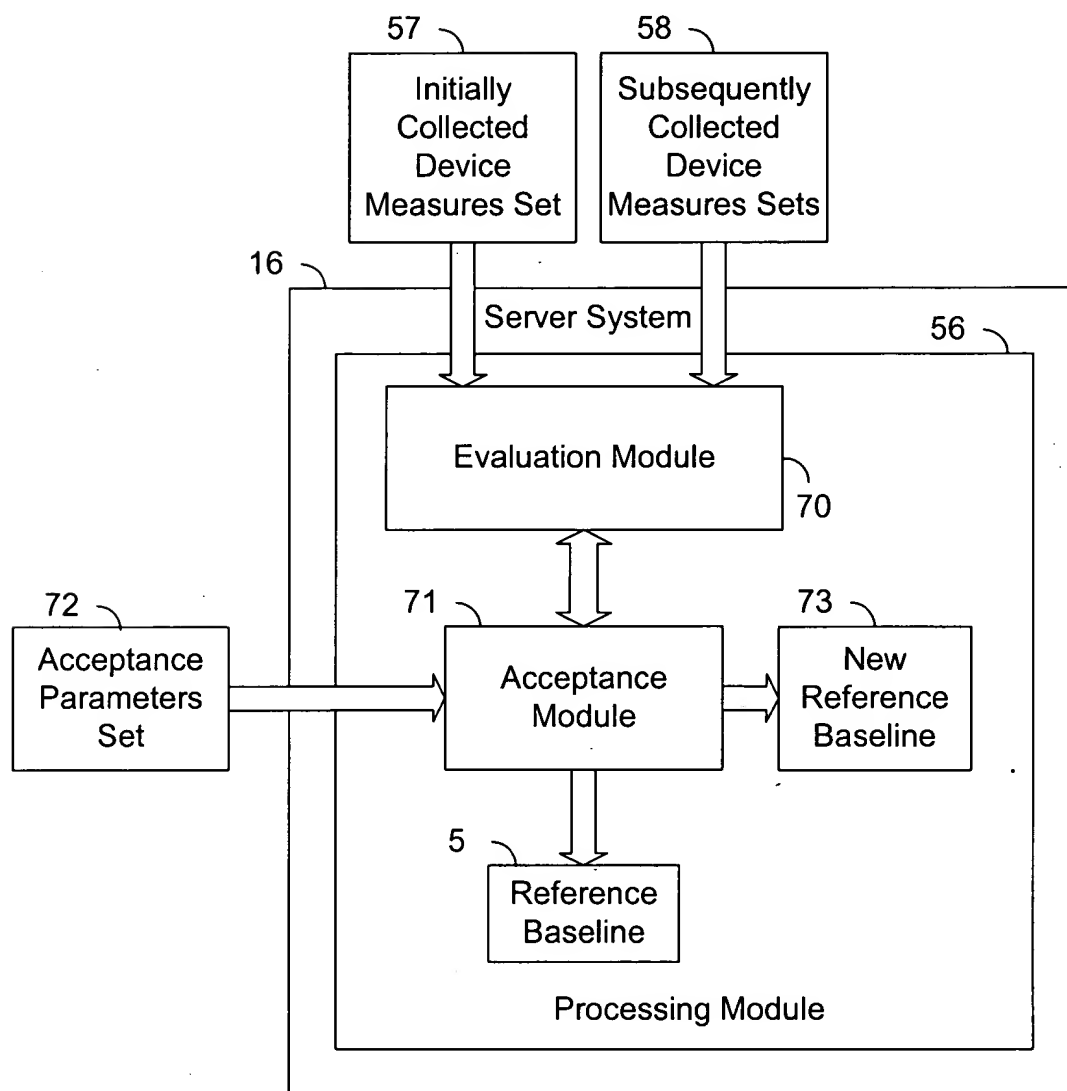 57
58
Initially
Collected
Device
Measures Set
Subsequently
Collected
Device
Measures Sets
16
Server System
56
Evaluation Module
70
72
71
73
Acceptance
Parameters
Set
Acceptance
Module
New
Reference
Baseline
5
Reference
Baseline
Processing Module